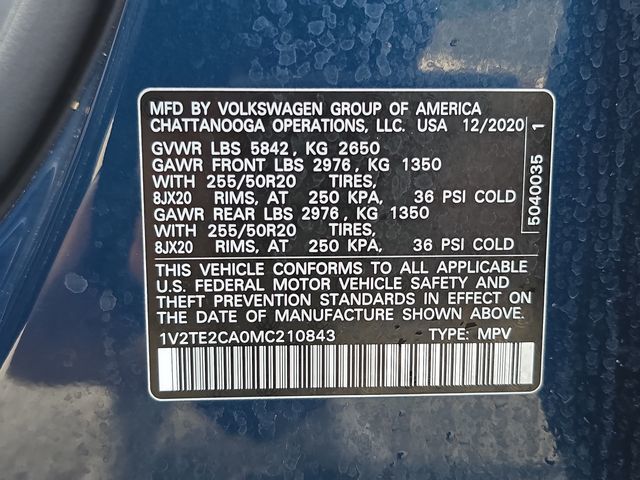 MFD BY VOLKSWAGEN GROUP OF AMERICA
CHATTANOOGA OPERATIONS, LLC. USA 12/2020
GVWR LBS 5842, KG 2650
GAWR FRONT LBS 2976, KG 1350
WITH 255/50R20 TIRES,
8JX20 RIMS, AT 250 KPA, 36 PSI COLD
GAWR REAR LBS 2976, KG 1350
WITH 255/50R20 TIRES,
8JX20 RIMS, AT 250 KPA, 36 PSI COLD
THIS VEHICLE CONFORMS TO ALL APPLICABLE
U.S. FEDERAL MOTOR VEHICLE SAFETY AND
THEFT PREVENTION STANDARDS IN EFFECT ON
THE DATE OF MANUFACTURE SHOWN ABOVE.
1V2TE2CA0MC210843 TYPE: MPV
5040035 1